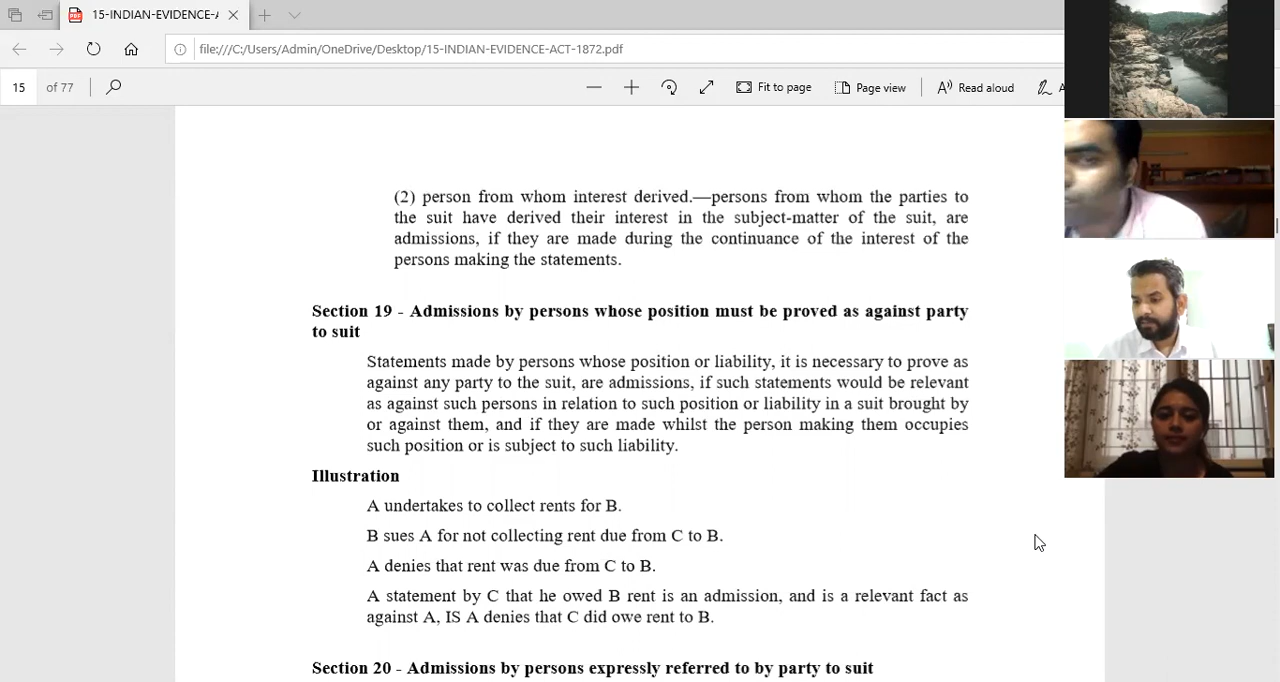 15-INDIAN-EVIDENCE-A
file:///C:/Users/Admin/OneDrive/Desktop/15-INDIAN-EVIDENCE-ACT-1872.pdf
15 of 77
Fit to page
Page view
Read aloud
(2) person from whom interest derived.—persons from whom the parties to
the suit have derived their interest in the subject-matter of the suit, are
admissions, if they are made during the continuance of the interest of the
persons making the statements.
Section 19 - Admissions by persons whose position must be proved as against party
to suit
Statements made by persons whose position or liability, it is necessary to prove as
against any party to the suit, are admissions, if such statements would be relevant
as against such persons in relation to such position or liability in a suit brought by
or against them, and if they are made whilst the person making them occupies
such position or is subject to such liability.
Illustration
A undertakes to collect rents for B.
B sues A for not collecting rent due from C to B.
A denies that rent was due from C to B.
A statement by C that he owed B rent is an admission, and is a relevant fact as
against A, IS A denies that C did owe rent to B.
Section 20 - Admissions by persons expressly referred to by party to suit